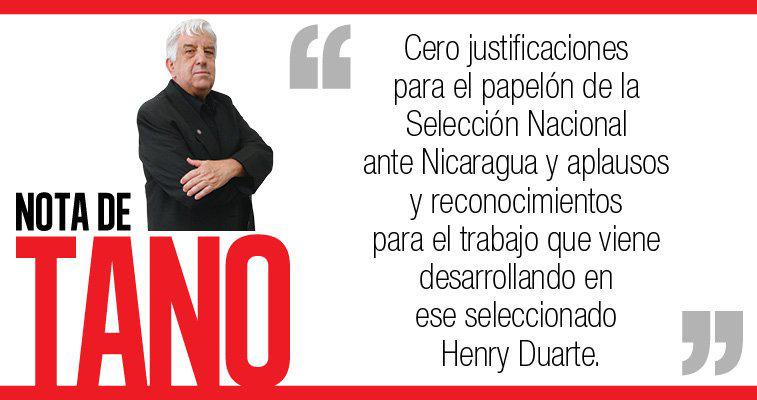 NOTA DE
TANO
“
Cero justificaciones
para el papelón de la
Selección Nacional
ante Nicaragua y aplausos
y reconocimientos
para el trabajo que viene
desarrollando en
ese seleccionado
Henry Duarte.
”